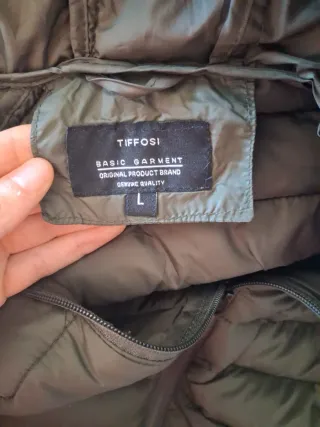 TIFFOSI
BASIC GARMENT
ORIGINAL PRODUCT BRAND
GENUINE QUALITY
L